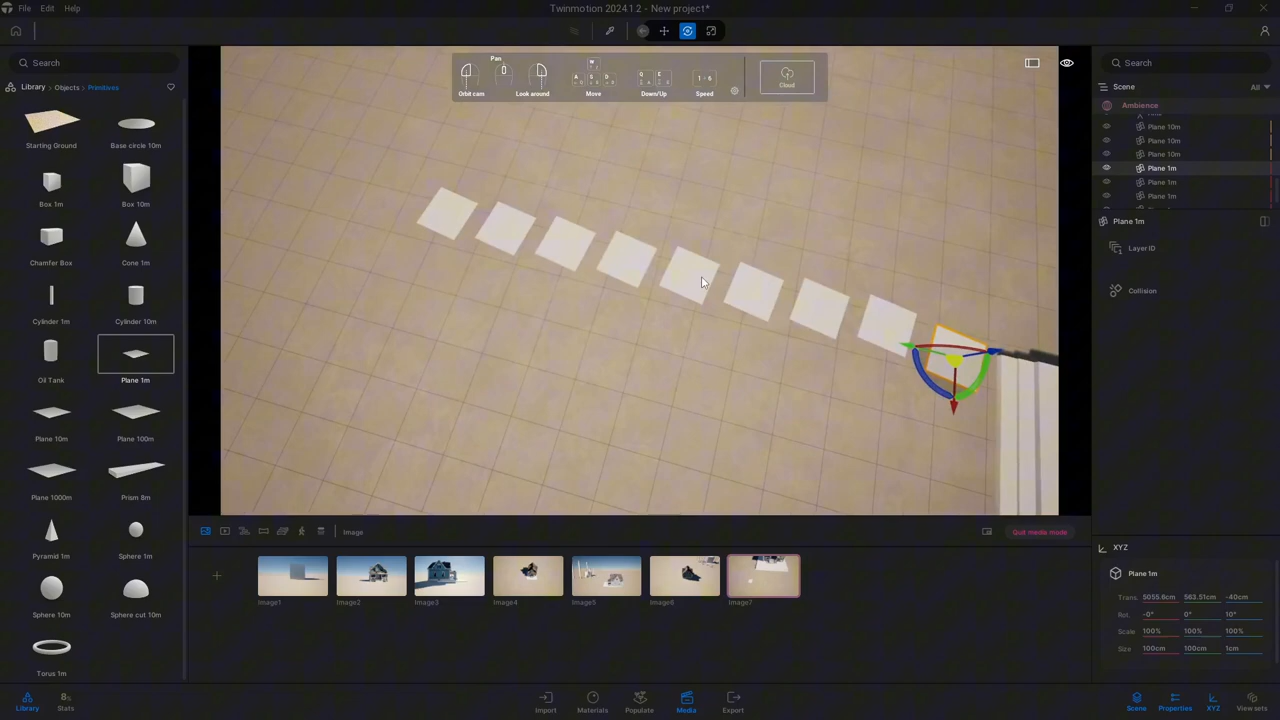 File Edit Help
Twinmotion 2024.1.2 - New project*
Search
Library > Objects > Primitives
Starting Ground
Base circle 10m
Box 1m
Box 10m
Chamfer Box
Cone 1m
Cylinder 1m
Cylinder 10m
Oil Tank
Plane 1m
Plane 10m
Plane 100m
Plane 1000m
Prism 8m
Pyramid 1m
Sphere 1m
Sphere 10m
Sphere cut 10m
Torus 1m
Pan
W
A S D
Q E
1 - 6
Orbit cam
Look around
Move
Down/Up
Speed
Cloud
Search
Scene
All
Ambience
Plane 10m
Plane 10m
Plane 10m
Plane 1m
Plane 1m
Plane 1m
Plane 1m
Layer ID
Collision
Image
Quit media mode
Image1
Image2
Image3
Image4
Image5
Image6
Image7
XYZ
Plane 1m
Trans. 5055.6cm 563.51cm -40cm
Rot. -0° 0° 10°
Scale 100% 100% 100%
Size 100cm 100cm 1cm
Library
8%
Stats
Import
Materials
Populate
Media
Export
Scene
Properties
XYZ
View sets